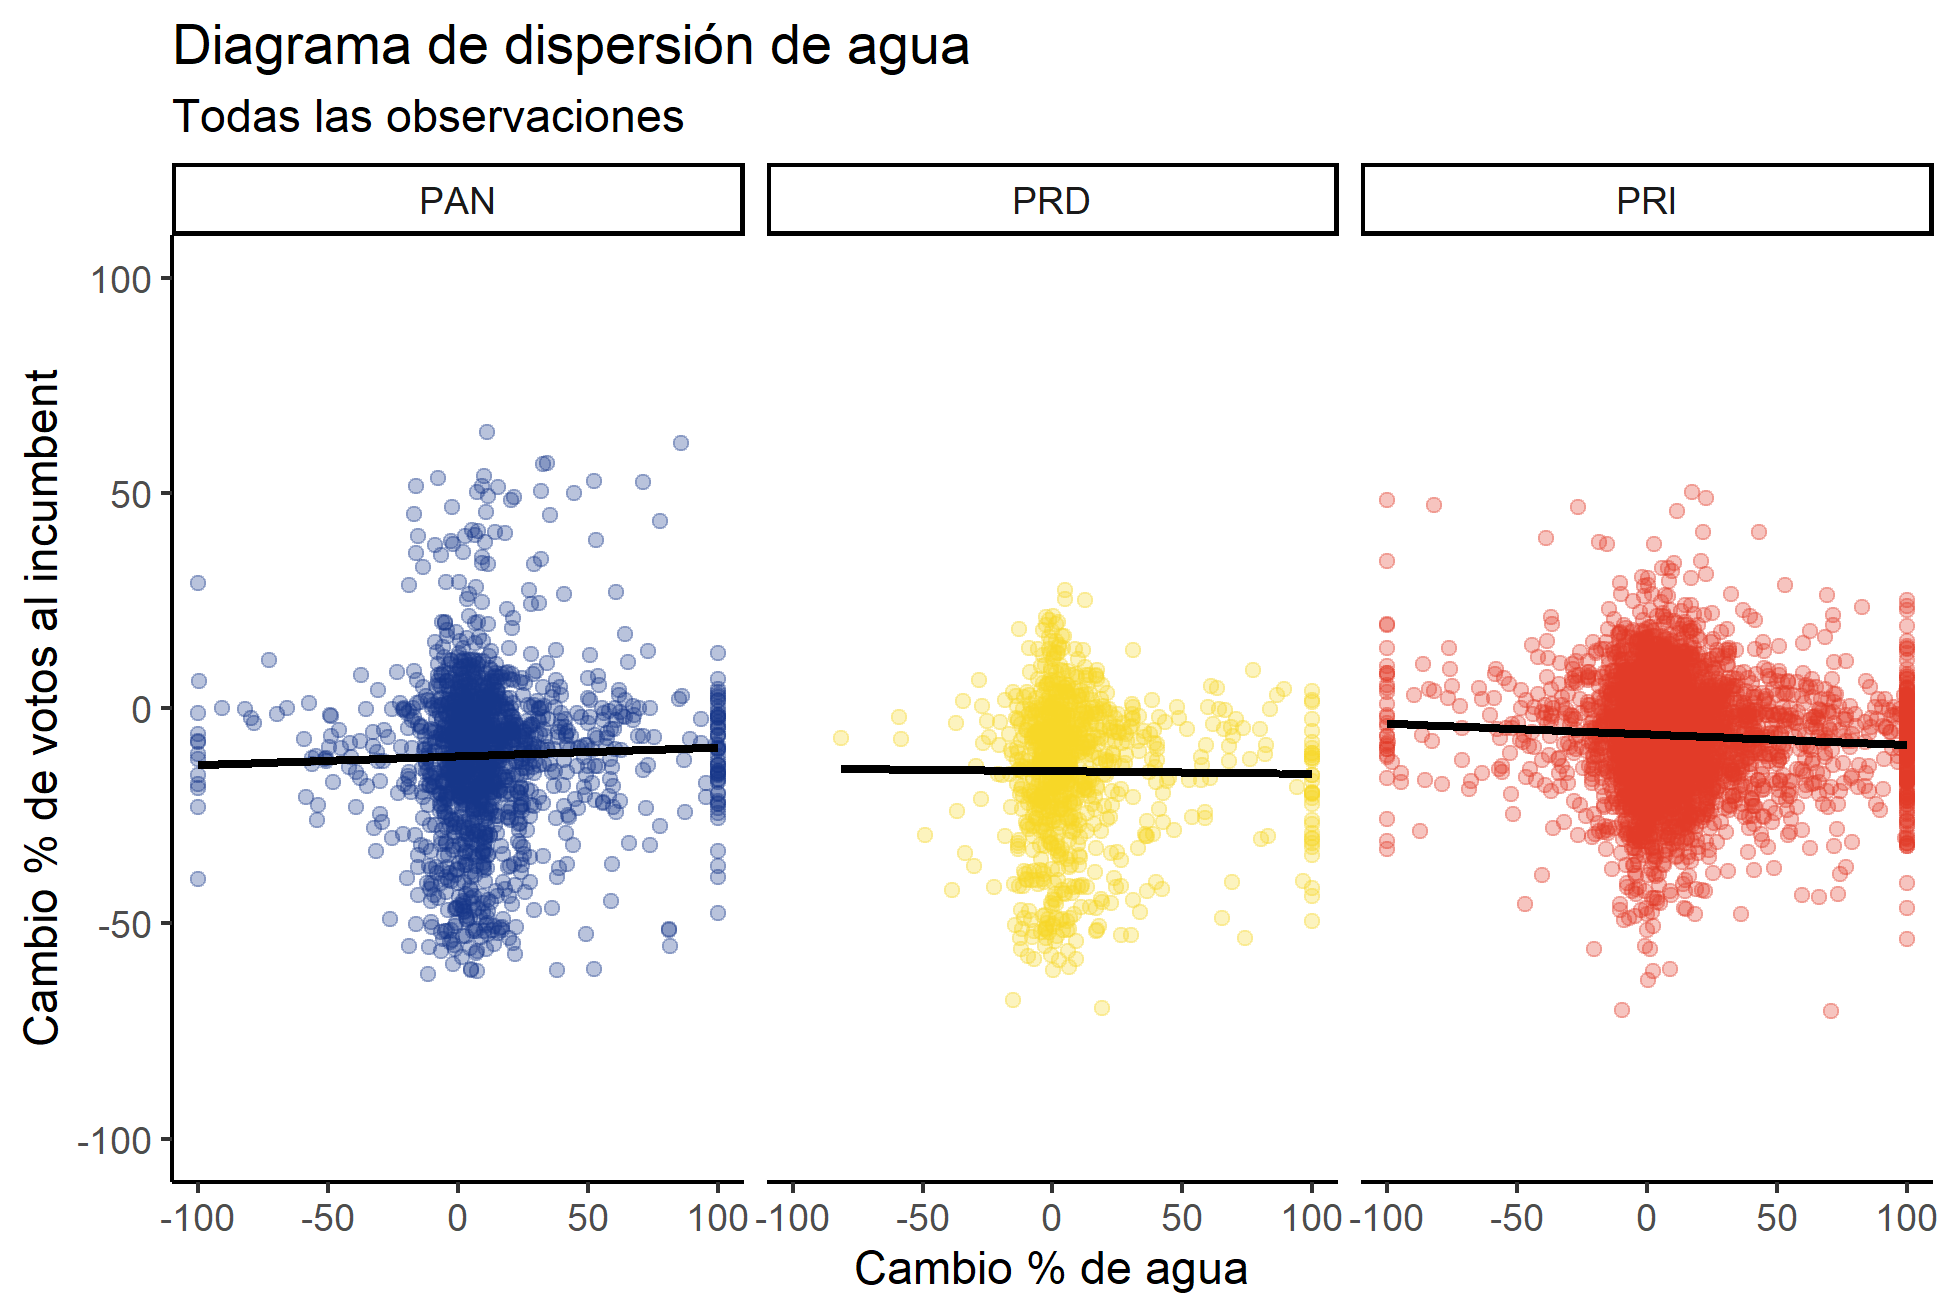 Diagrama de dispersión de agua
Todas las observaciones
PAN PRD PRI
Cambio % de votos al incumbent
100
50
0
-50
-100
-100 -50 0 50 100 -100 -50 0 50 100 -100 -50 0 50 100
Cambio % de agua